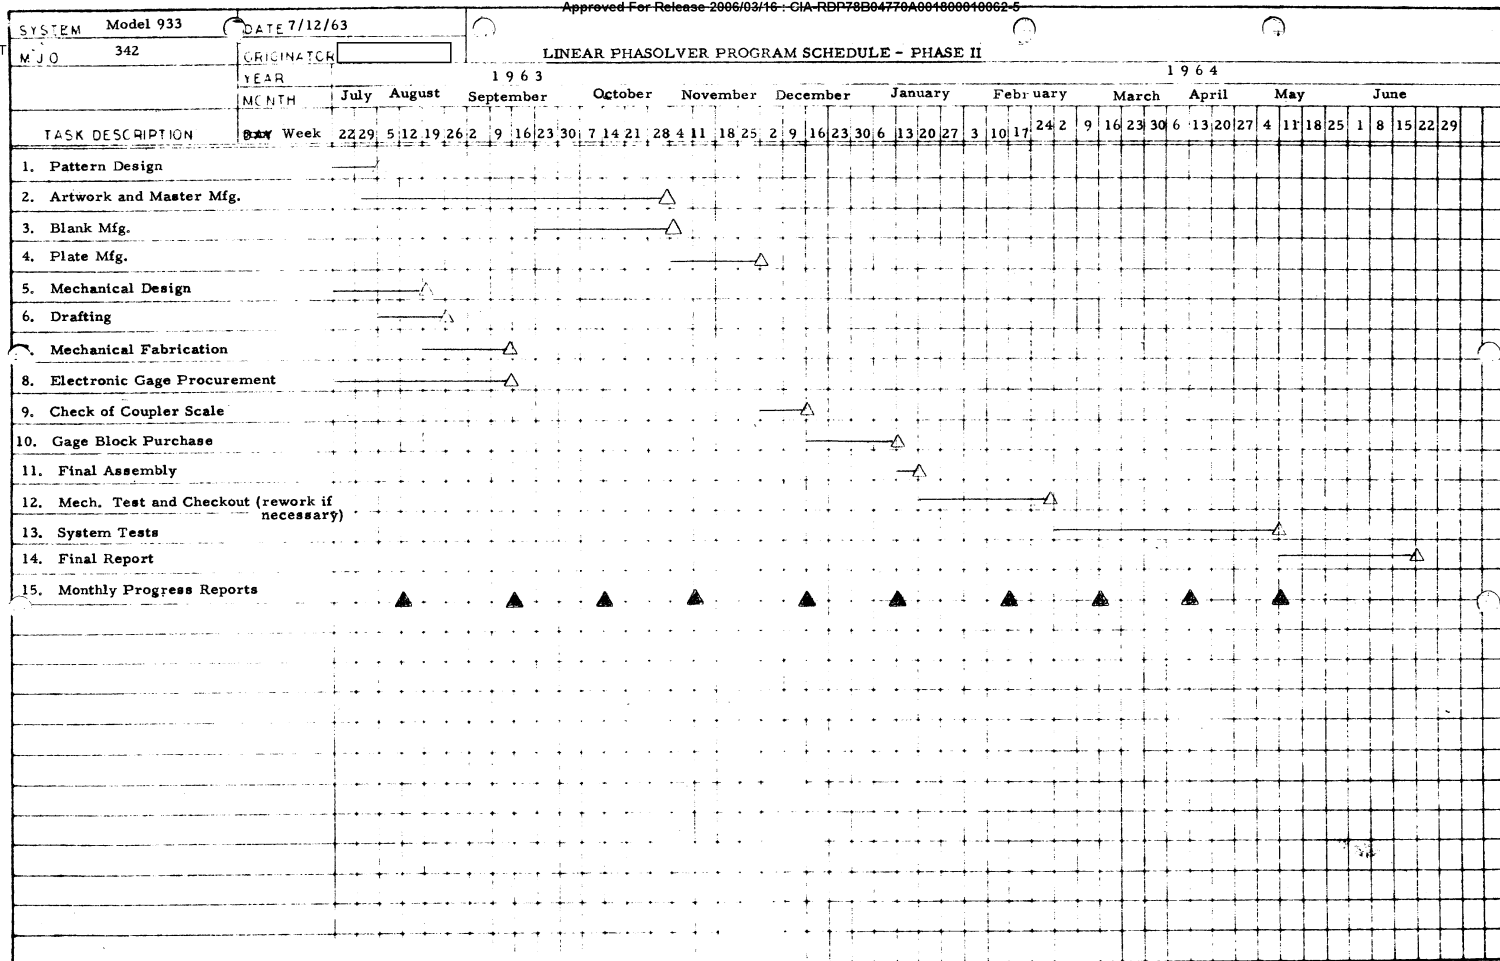 Approved For Release 2006/03/16 : CIA-RDP78B04770A001800010062-5
SYSTEM Model 933 DATE 7/12/63
M J O 342 ORIGINATOR LINEAR PHASOLVER PROGRAM SCHEDULE - PHASE II
YEAR 1963 1964
MONTH July August September October November December January February March April May June
TASK DESCRIPTION DAY Week 22 29 5 12 19 26 2 9 16 23 30 7 14 21 28 4 11 18 25 2 9 16 23 30 6 13 20 27 3 10 17 24 2 9 16 23 30 6 13 20 27 4 11 18 25 1 8 15 22 29
1. Pattern Design
2. Artwork and Master Mfg.
3. Blank Mfg.
4. Plate Mfg.
5. Mechanical Design
6. Drafting
. Mechanical Fabrication
8. Electronic Gage Procurement
9. Check of Coupler Scale
10. Gage Block Purchase
11. Final Assembly
12. Mech. Test and Checkout (rework if
necessary)
13. System Tests
14. Final Report
15. Monthly Progress Reports